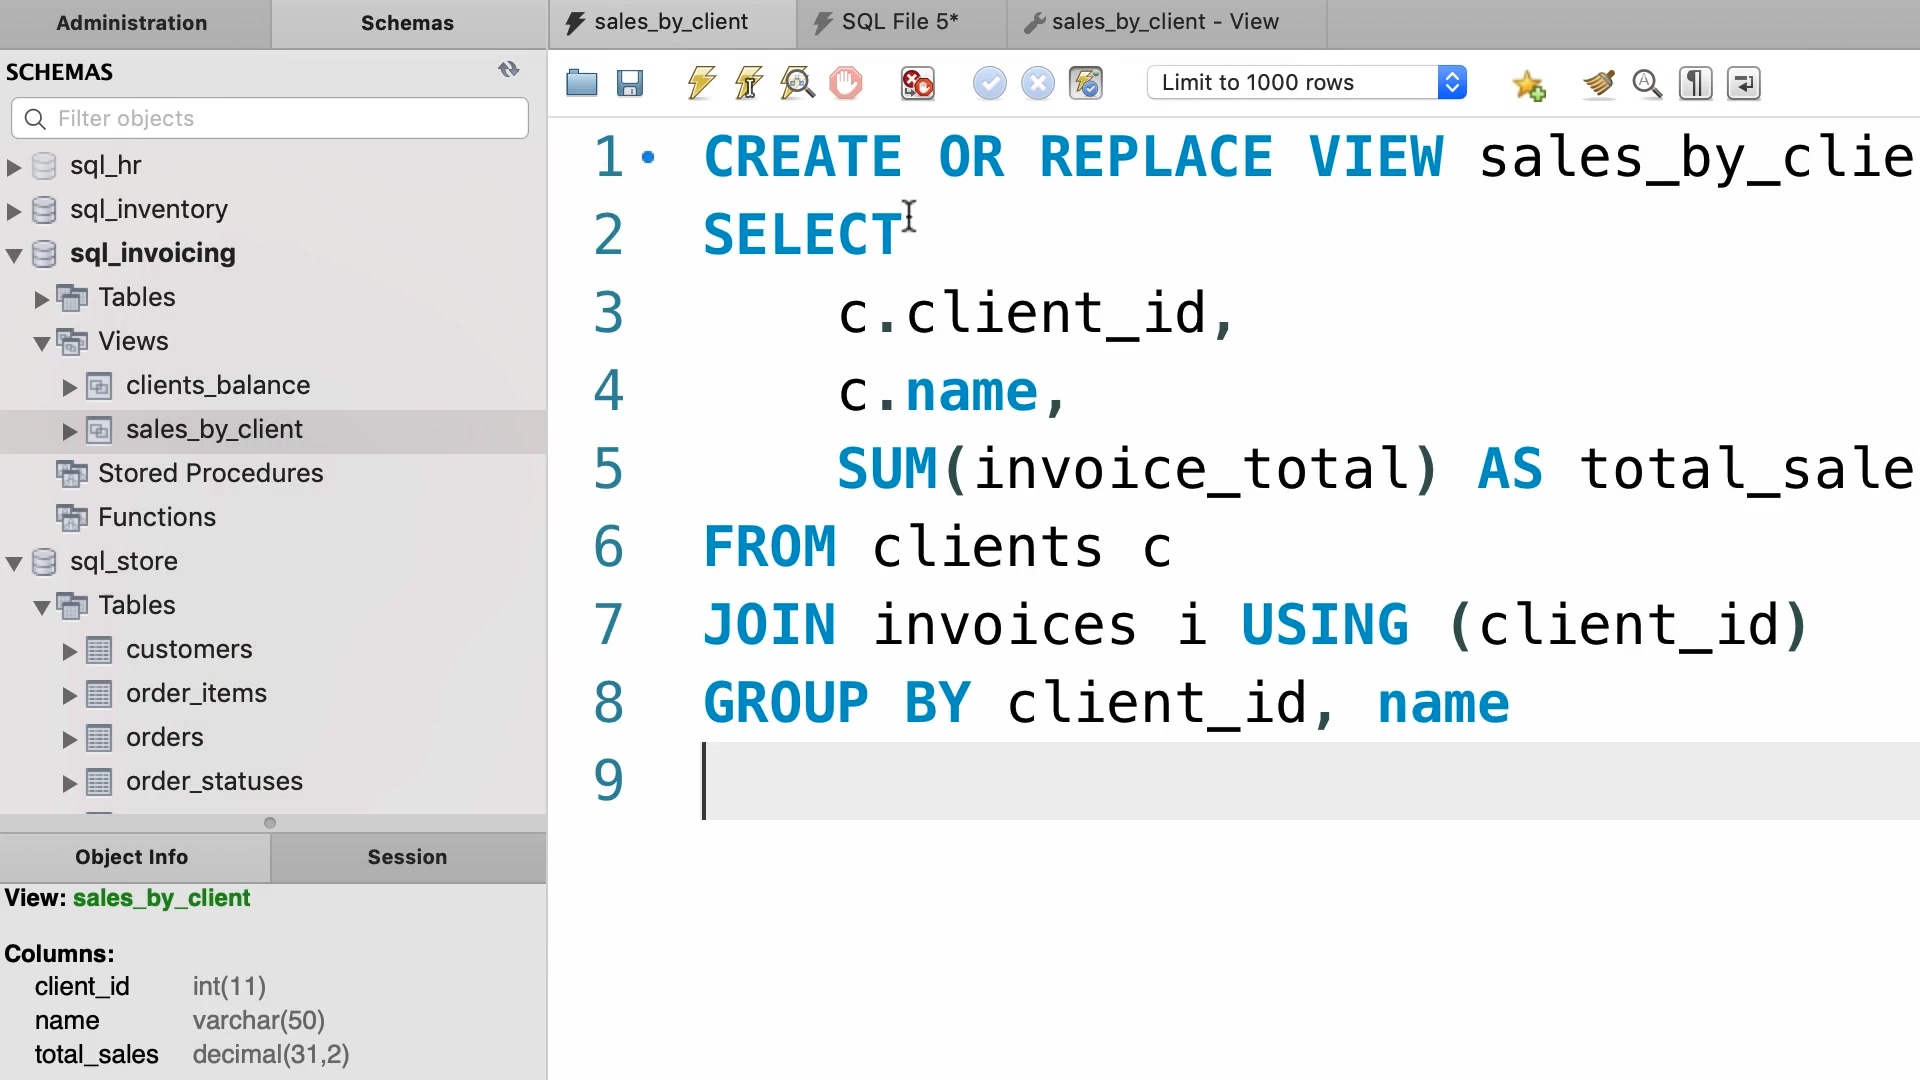 Administration
Schemas
SCHEMAS
Filter objects
sql_hr
sql_inventory
sql_invoicing
Tables
Views
clients_balance
sales_by_client
Stored Procedures
Functions
sql_store
Tables
customers
order_items
orders
order_statuses
Object Info
Session
View: sales_by_client
Columns:
client_id int(11)
name varchar(50)
total_sales decimal(31,2)
sales_by_client
SQL File 5*
sales_by_client - View
Limit to 1000 rows
1 CREATE OR REPLACE VIEW sales_by_clie
2 SELECT
3 c.client_id,
4 c.name,
5 SUM(invoice_total) AS total_sale
6 FROM clients c
7 JOIN invoices i USING (client_id)
8 GROUP BY client_id, name
9